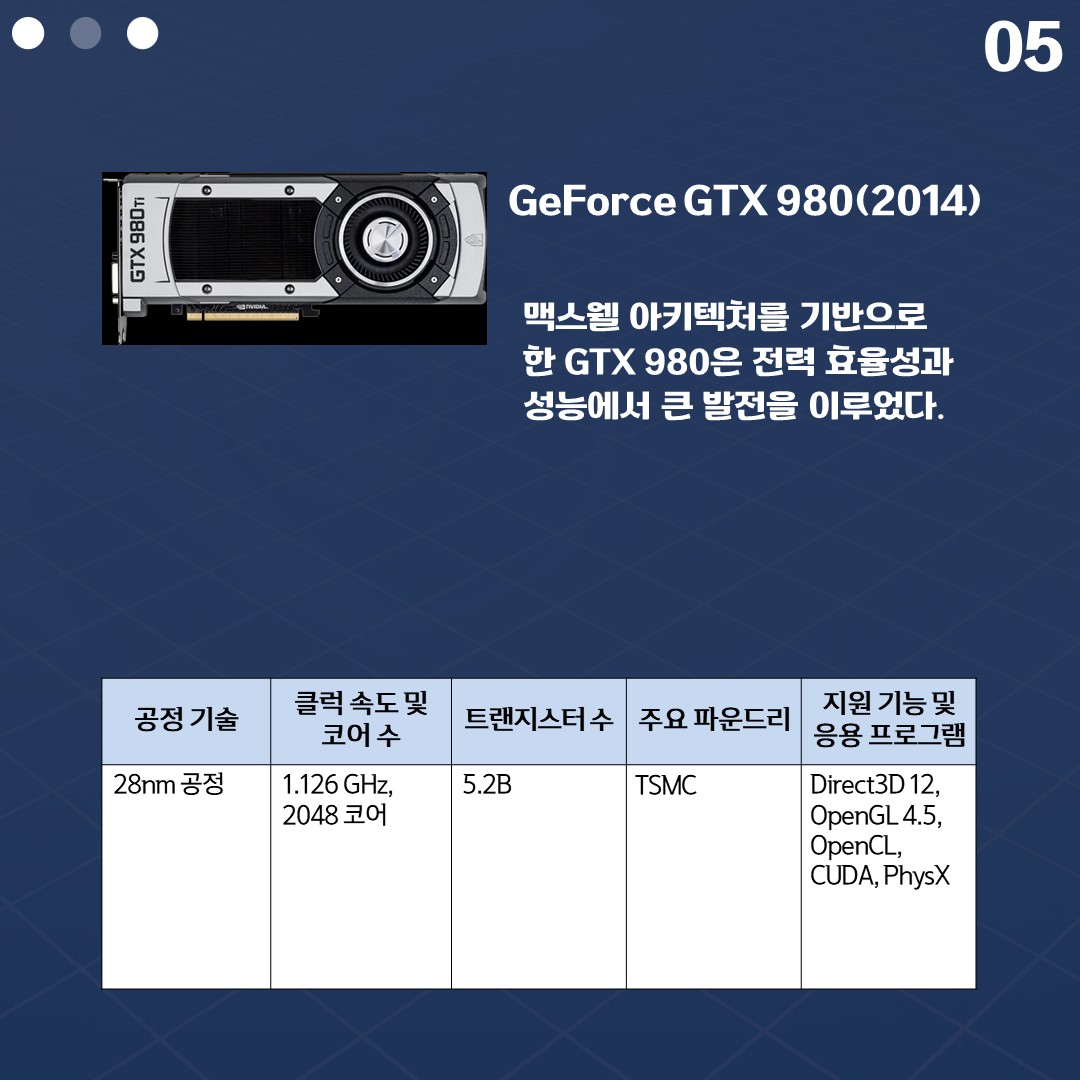 05
GTX 980 Ti
NVIDIA.
GeForce GTX 980(2014)
맥스웰 아키텍처를 기반으로
한 GTX 980은 전력 효율성과
성능에서 큰 발전을 이루었다.
공정 기술
클럭 속도 및
코어 수
트랜지스터 수
주요 파운드리
지원 기능 및
응용 프로그램
28nm 공정
1.126 GHz,
2048 코어
5.2B
TSMC
Direct3D 12,
OpenGL 4.5,
OpenCL,
CUDA, PhysX